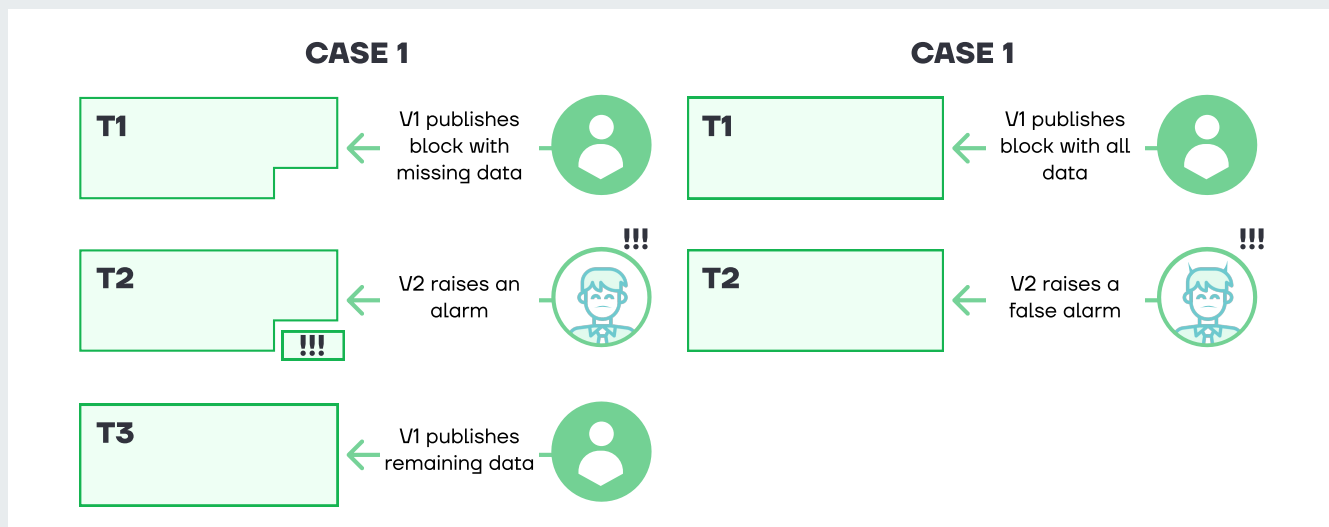 CASE 1
T1
V1 publishes
block with
missing data
!!!
T2
V2 raises an
alarm
!!!
T3
V1 publishes
remaining data
CASE 1
T1
V1 publishes
block with all
data
!!!
T2
V2 raises a
false alarm